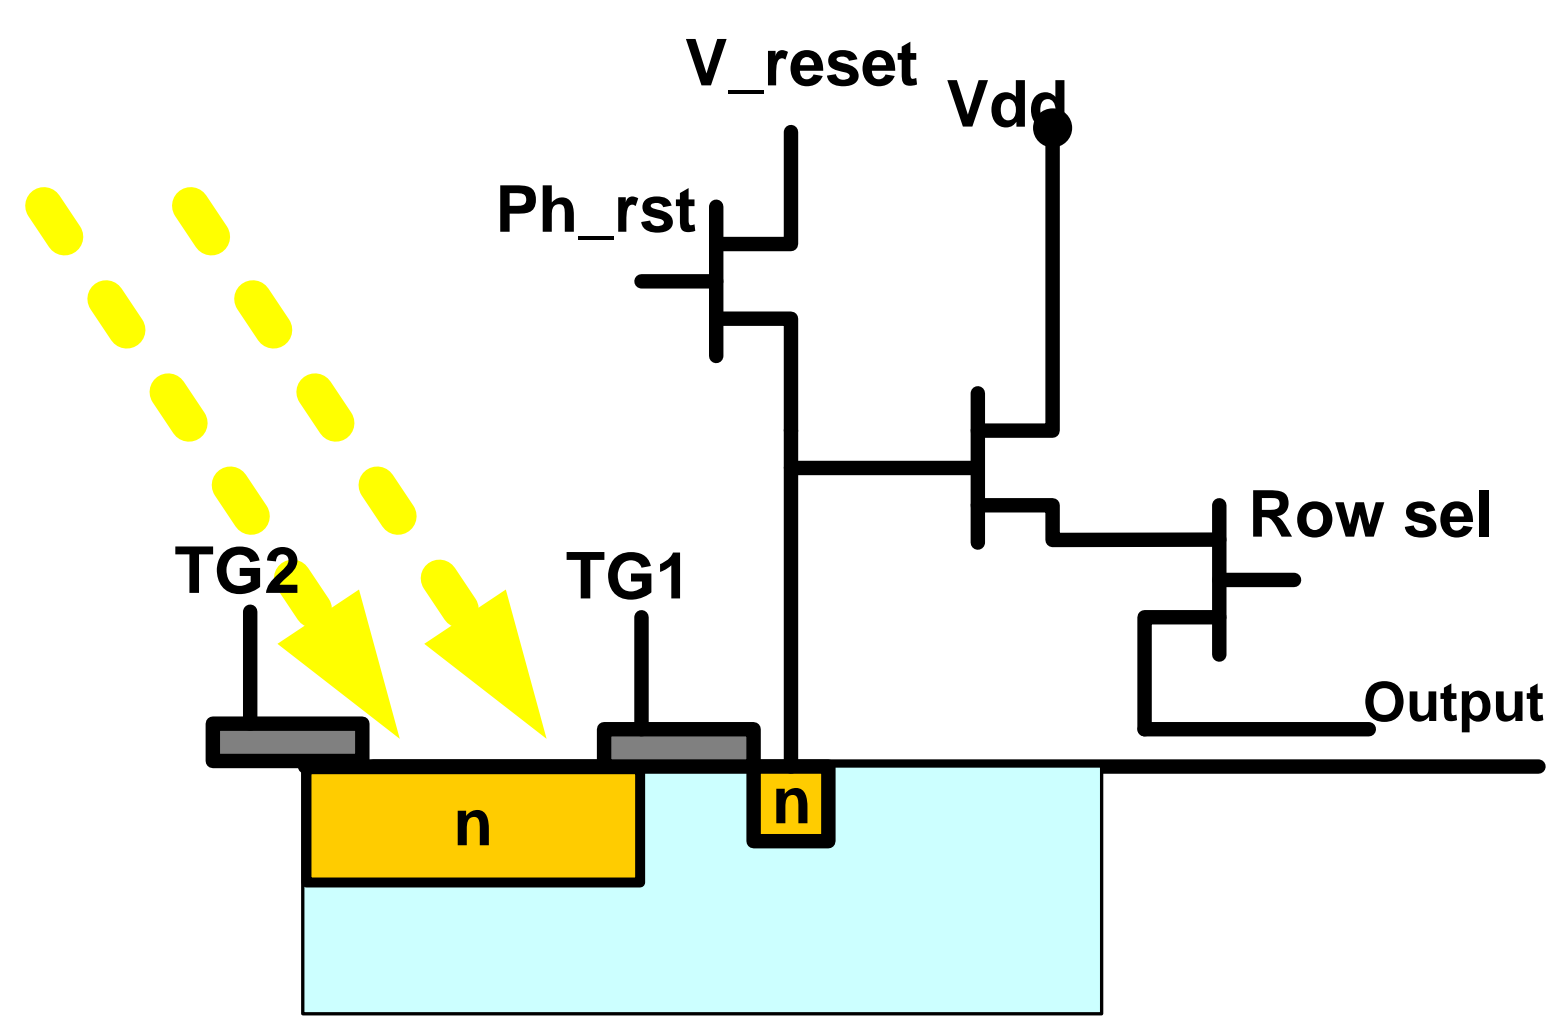 V_reset
Vdd
Ph_rst
Row sel
TG2
TG1
Output
n
n